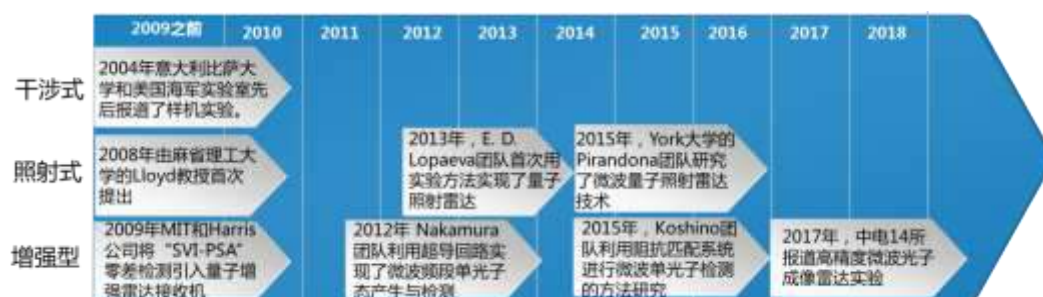 2009之前 2010 2011 2012 2013 2014 2015 2016 2017 2018
干涉式
2004年意大利比萨大
学和美国海军实验室先
后报道了样机实验。
照射式
2008年由麻省理工大
学的Lloyd教授首次
提出
2013年，E. D.
Lopaeva团队首次用
实验方法实现了量子
照射雷达
2015年，York大学的
Pirandona团队研究
了微波量子照射雷达
技术
增强型
2009年MIT和Harris
公司将“SVI-PSA”
零差检测引入量子增
强雷达接收机
2012年 Nakamura
团队利用超导回路实
现了微波频段单光子
态产生与检测
2015年，Koshino团
队利用阻抗匹配系统
进行微波单光子检测
的方法研究
2017年，中电14所
报道高精度微波光子
成像雷达实验